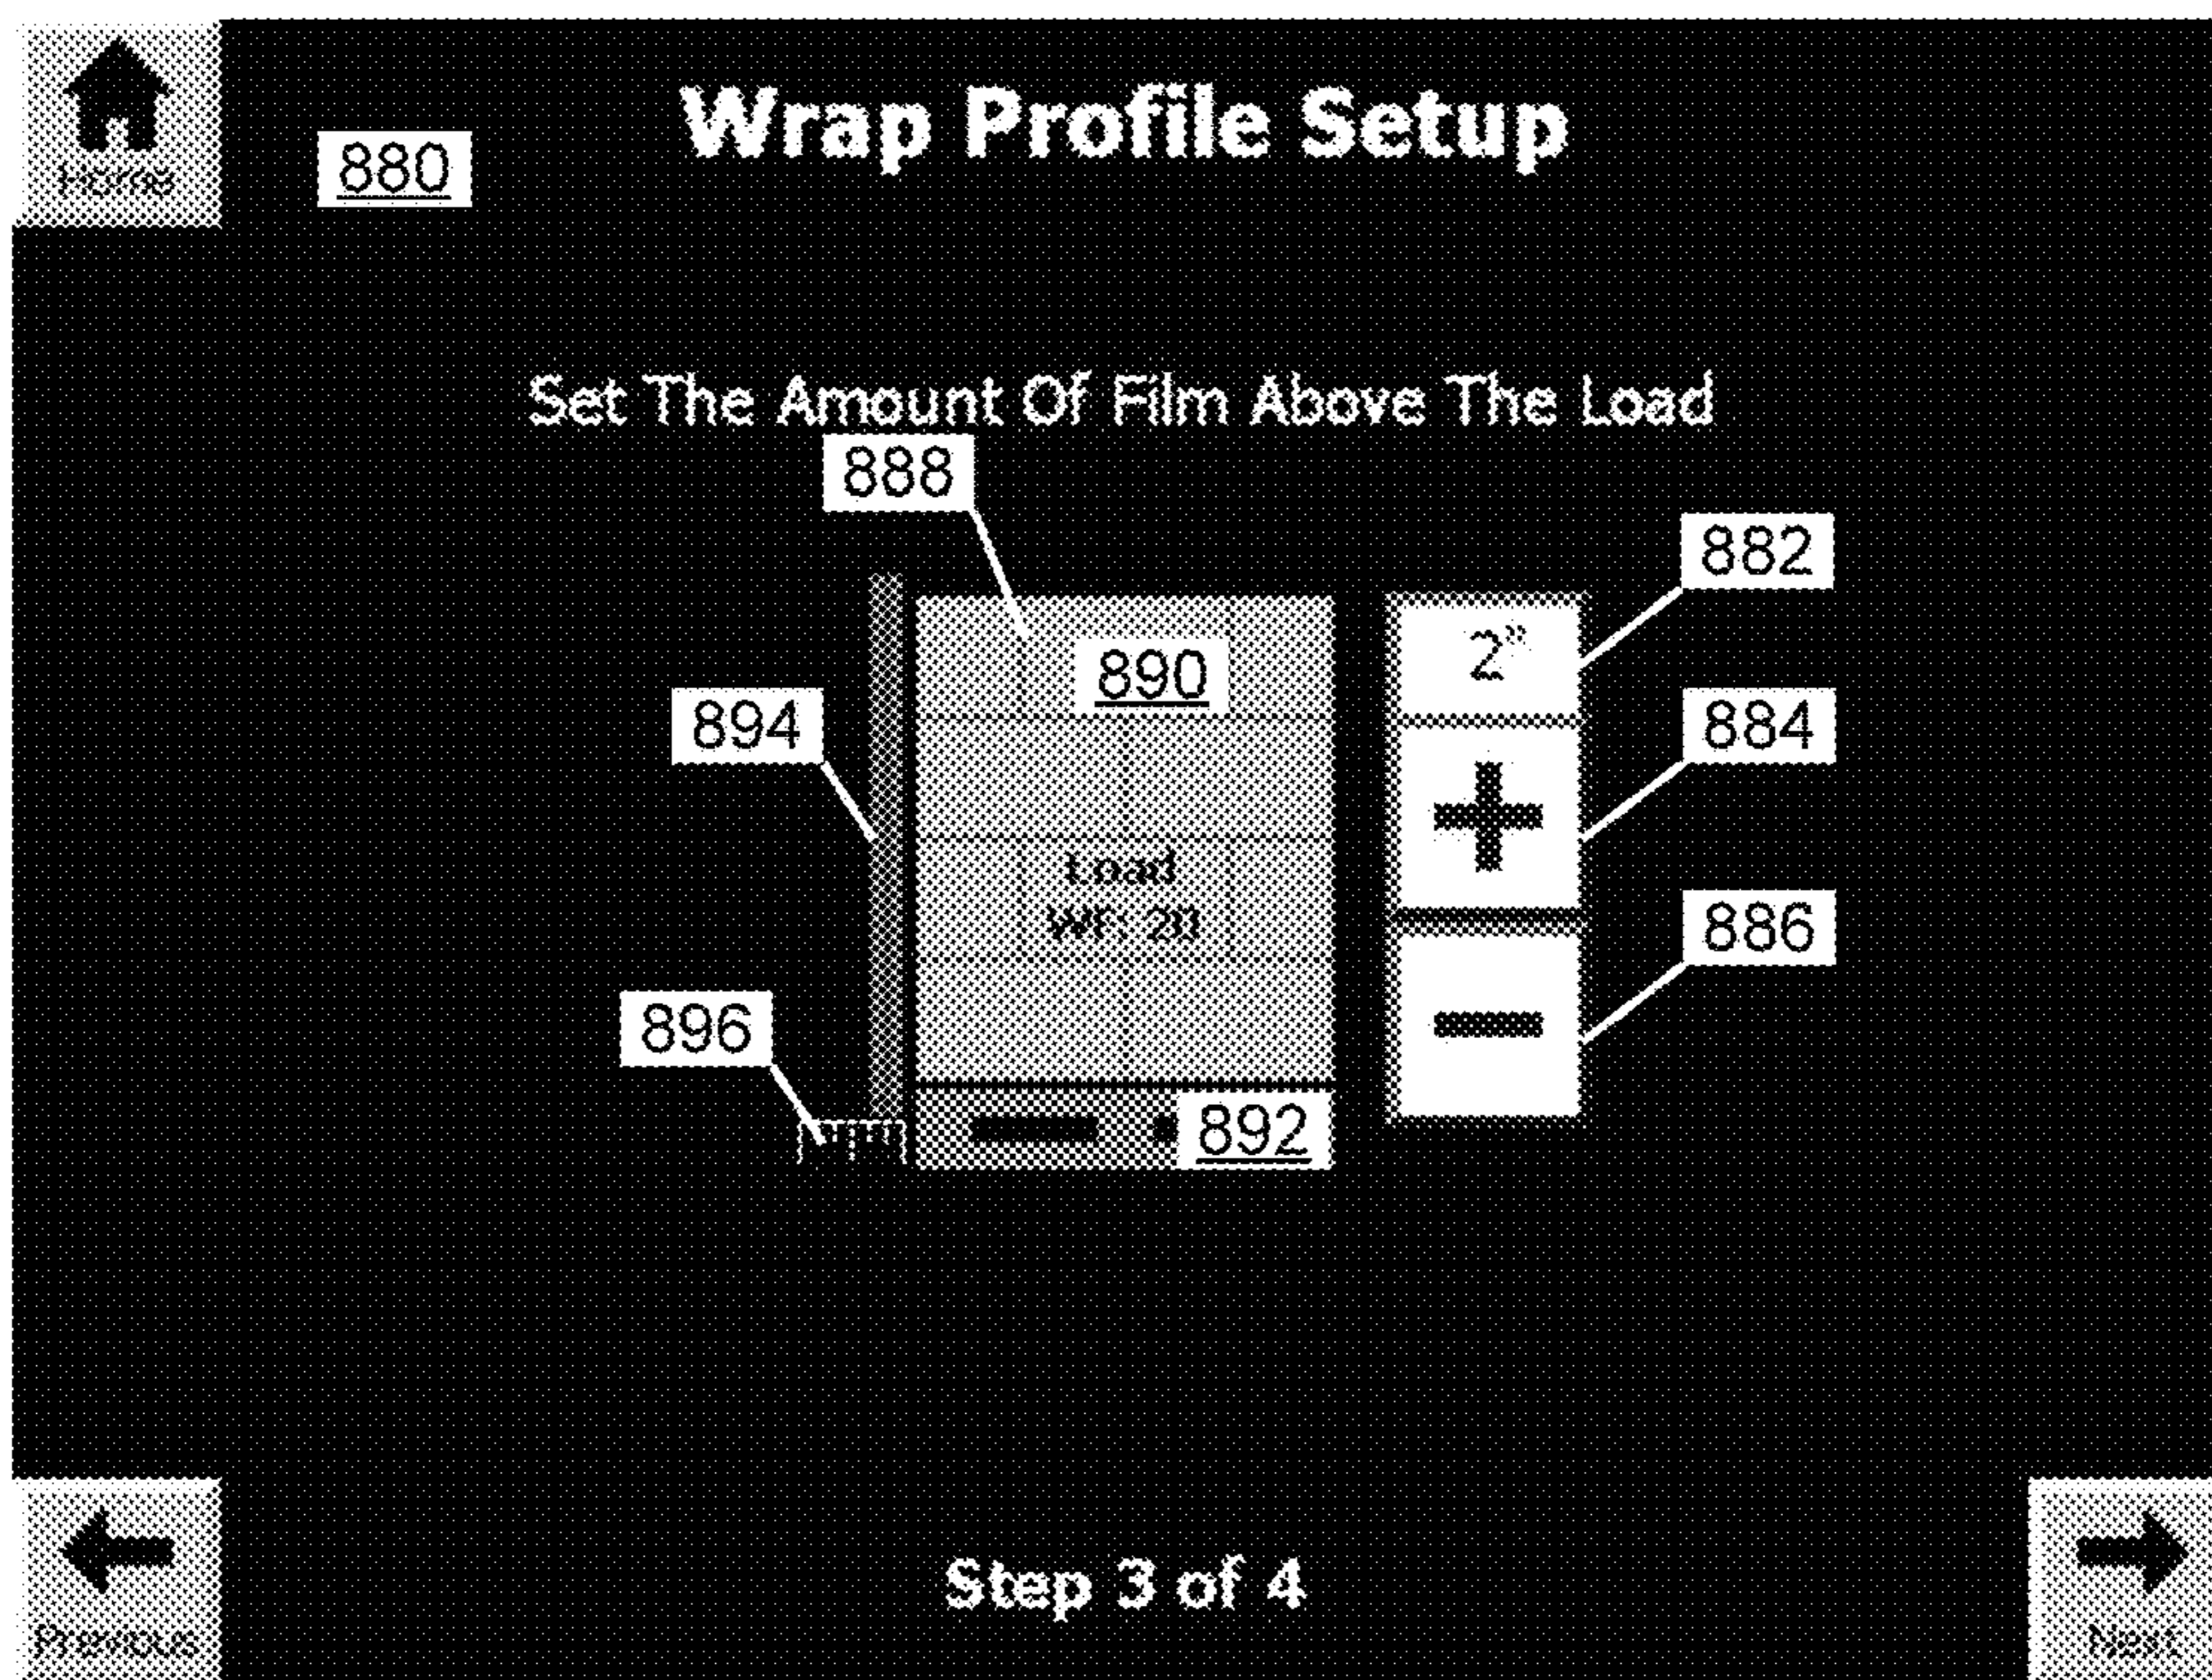 Home
Wrap Profile Setup
880
Set The Amount Of Film Above The Load
888
882
2"
890
894
884
Load
886
896
892
Previous
Step 3 of 4
Next